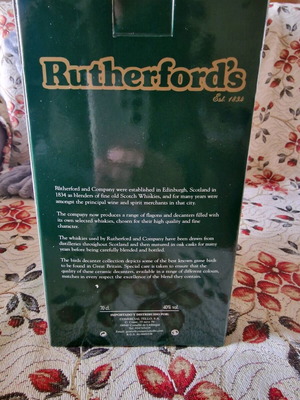 Rutherford's
Est. 1834
Rutherford and Company were established in Edinburgh, Scotland in
1834 as blenders of fine old Scotch Whiskies, and for many years were
amongst the principal wine and spirit merchants in that city.
The company now produces a range of flagons and decanters filled with
its own selected whiskies, chosen for their high quality and fine
character.
The whiskies used by Rutherford and Company have been drawn from
distilleries throughout Scotland and they matured in oak casks for many
years before being carefully blended and bottled.
The birds decanter collection depicts some of the best known game birds
to be found in Great Britain. Special care is taken to ensure that the
quality of these ceramic decanters, available in a range of different colours,
matches in every respect the excellence of the blend they contain.
70 cl.
40% vol.